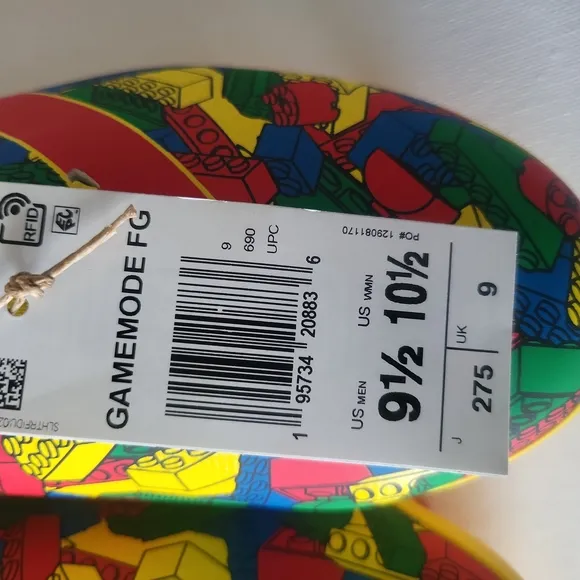 RFID
GAMEMODE FG
9 690 UPC
1 95734 20883 6
PO# 129081170
US MEN 9½
US WMN 10½
J 275
UK 9